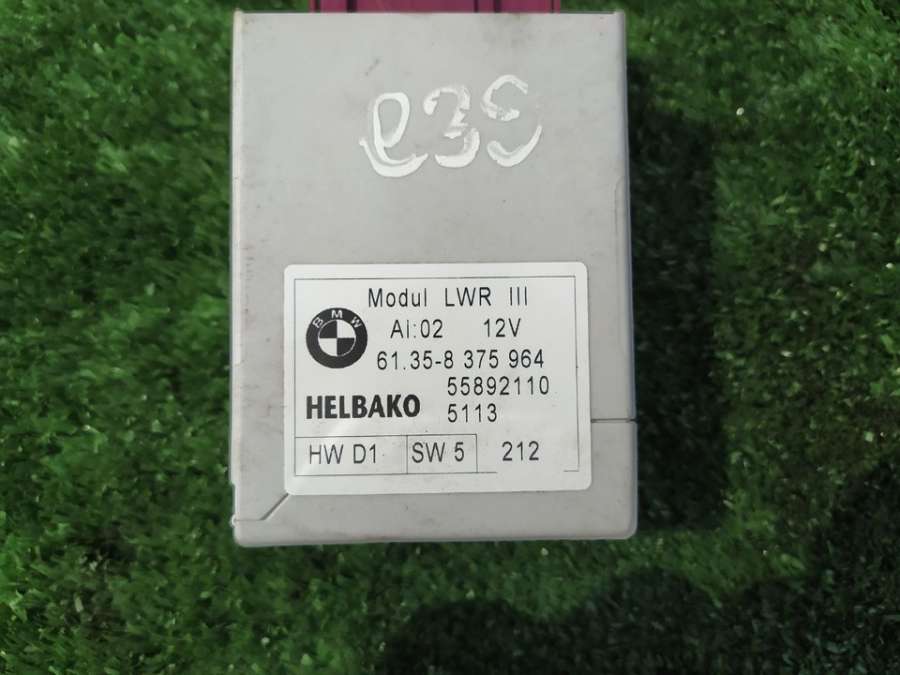 e39
Modul LWR III
BMW
AI:02 12V
61.35-8 375 964
55892110
HELBAKO
5113
HW D1 SW 5 212